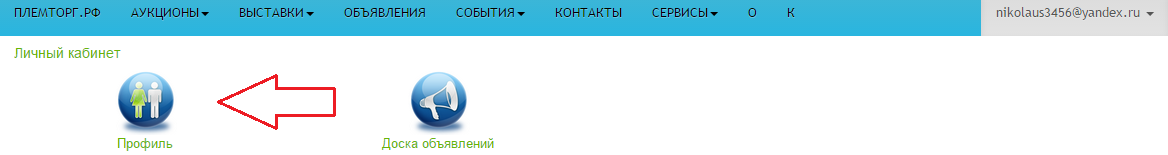 ПЛЕМТОРГ.РФ АУКЦИОНЫ ВЫСТАВКИ ОБЪЯВЛЕНИЯ СОБЫТИЯ КОНТАКТЫ СЕРВИСЫ О К nikolaus3456@yandex.ru
Личный кабинет
Профиль Доска объявлений